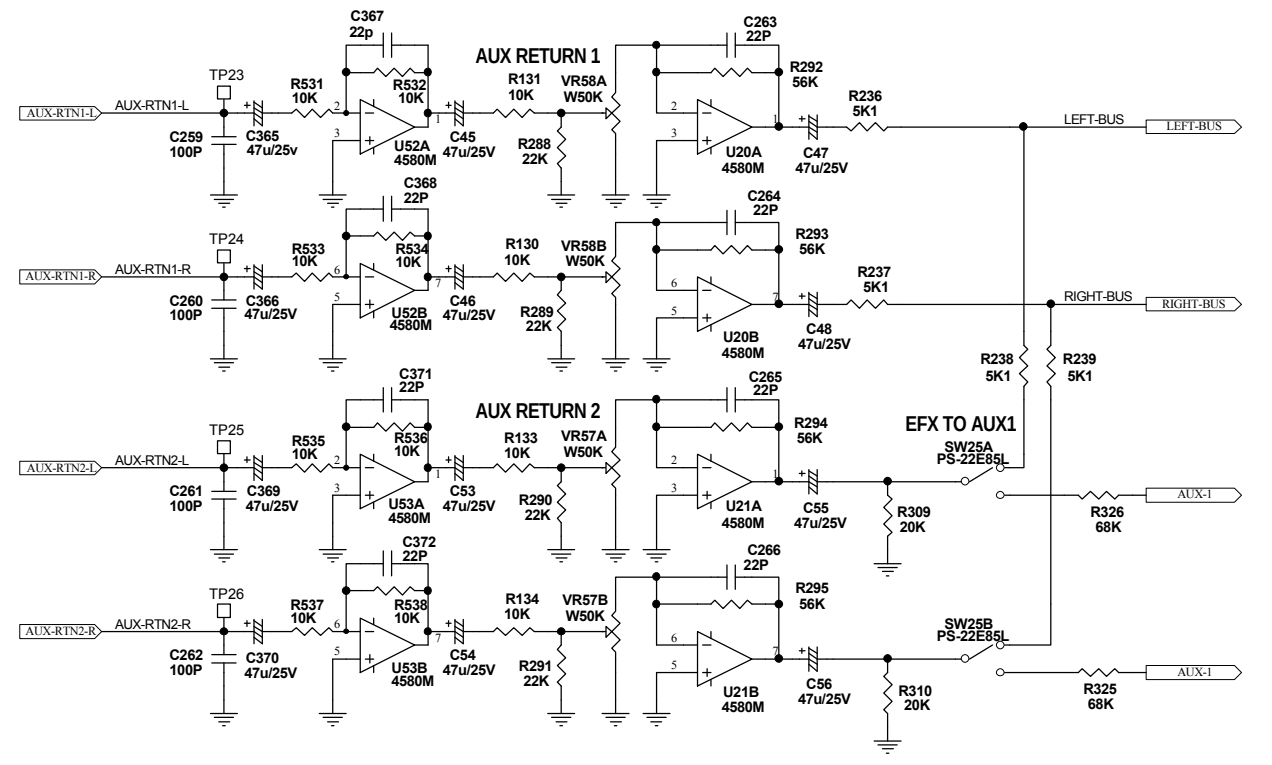 C367
22p
AUX RETURN 1
C263
22P
TP23
R531
10K
R532
10K
R131
10K
VR58A
W50K
R292
56K
AUX-RTN1-L
AUX-RTN1-L
2
3
1
2
3
1
R236
5K1
LEFT-BUS
LEFT-BUS
C259
100P
C365
47u/25v
U52A
4580M
C45
47u/25V
R288
22K
U20A
4580M
C47
47u/25V
C368
22P
C264
22P
TP24
R533
10K
R534
10K
R130
10K
VR58B
W50K
R293
56K
AUX-RTN1-R
AUX-RTN1-R
6
5
7
6
5
7
R237
5K1
RIGHT-BUS
RIGHT-BUS
C260
100P
C366
47u/25V
U52B
4580M
C46
47u/25V
R289
22K
U20B
4580M
C48
47u/25V
R238
5K1
R239
5K1
C371
22P
AUX RETURN 2
C265
22P
TP25
R535
10K
R536
10K
R133
10K
VR57A
W50K
R294
56K
EFX TO AUX1
SW25A
PS-22E85L
AUX-RTN2-L
AUX-RTN2-L
2
3
1
2
3
1
C261
100P
C369
47u/25V
U53A
4580M
C53
47u/25V
R290
22K
U21A
4580M
C55
47u/25V
R309
20K
R326
68K
AUX-1
C372
22P
C266
22P
TP26
R537
10K
R538
10K
R134
10K
VR57B
W50K
R295
56K
SW25B
PS-22E85L
AUX-RTN2-R
AUX-RTN2-R
6
5
7
6
5
7
C262
100P
C370
47u/25V
U53B
4580M
C54
47u/25V
R291
22K
U21B
4580M
C56
47u/25V
R310
20K
R325
68K
AUX-1